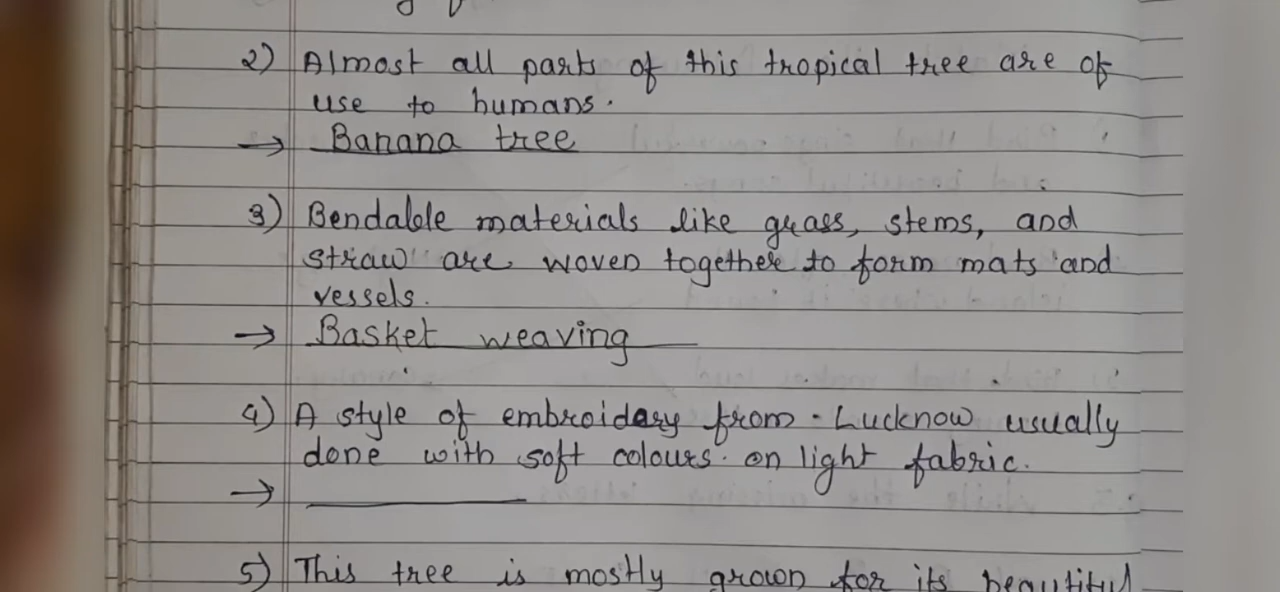 2) Almost all parts of this tropical tree are of
use to humans.
→ Banana tree
3) Bendable materials like grass, stems, and
straw are woven together to form mats and
vessels.
→ Basket weaving
4) A style of embroidary from Lucknow usually
done with soft colours on light fabric.
→
5) This tree is mostly grown for its beautiful